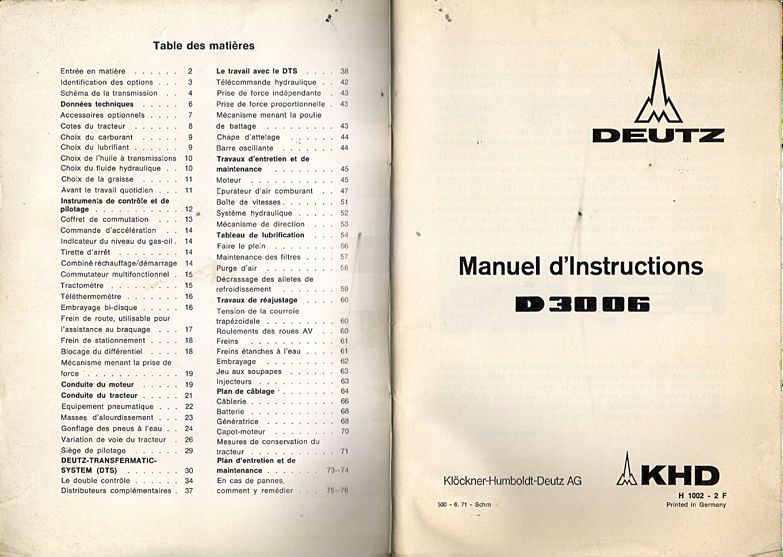 Table des matières
Entrée en matière . . . . . . 2
Identification des options . . . . 3
Schéma de la transmission . . . 4
Données techniques . . . . . 6
Accessoires optionnels . . . . . 7
Cotes du tracteur . . . . . . 8
Choix du carburant . . . . . 9
Choix du lubrifiant . . . . . 9
Choix de l'huile à transmissions 10
Choix du fluide hydraulique . . . 10
Choix de la graisse . . . . . 11
Avant le travail quotidien . . . 11
Instruments de contrôle et de
pilotage . . . . . . . . . . . 12
Coffret de commutation . . . . 13
Commande d'accélération . . . 14
Indicateur du niveau du gas-oil . 14
Tirette d'arrêt . . . . . . . . 14
Combiné réchauffage/démarrage 14
Commutateur multifonctionnel . 15
Tractomètre . . . . . . . . . 15
Téléthermomètre . . . . . . . 16
Embrayage bi-disque . . . . . 16
Frein de route, utilisable pour
l'assistance au braquage . . . 17
Frein de stationnement . . . . 18
Blocage du différentiel . . . . 18
Mécanisme menant la prise de
force . . . . . . . . . . . . 19
Conduite du moteur . . . . . 19
Conduite du tracteur . . . . . 21
Equipement pneumatique . . . 22
Masses d'alourdissement . . . 23
Gonflage des pneus à l'eau . . . 24
Variation de voie du tracteur . 26
Siège de pilotage . . . . . . 29
DEUTZ-TRANSFERMATIC-
SYSTEM (DTS) . . . . . . . 30
Le double contrôle . . . . . . 34
Distributeurs complémentaires . 37
Le travail avec le DTS . . . . 38
Télécommande hydraulique . . . 42
Prise de force indépendante . 43
Prise de force proportionnelle . 43
Mécanisme menant la poulie
de battage . . . . . . . . . 43
Chape d'attelage . . . . . . 44
Barre oscillante . . . . . . . 44
Travaux d'entretien et de
maintenance . . . . . . . . 45
Moteur . . . . . . . . . . . 45
Epurateur d'air comburant . . . 47
Boîte de vitesses . . . . . . . 51
Système hydraulique . . . . . 52
Mécanisme de direction . . . . 53
Tableau de lubrification . . . 54
Faire le plein . . . . . . . . 56
Maintenance des filtres . . . . 57
Purge d'air . . . . . . . . . 58
Décrassage des ailetes de
refroidissement . . . . . . . 59
Travaux de réajustage . . . . 60
Tension de la courroie
trapézoidale . . . . . . . . 60
Roulements des roues AV . . . 60
Freins . . . . . . . . . . . 61
Freins étanches à l'eau . . . . 61
Embrayage . . . . . . . . . 62
Jeu aux soupapes . . . . . . 63
Injecteurs . . . . . . . . . . 63
Plan de câblage . . . . . . . 64
Câblerie . . . . . . . . . . 66
Batterie . . . . . . . . . . 68
Génératrice . . . . . . . . . 68
Capot-moteur . . . . . . . . 70
Mesures de conservation du
tracteur . . . . . . . . . . 71
Plan d'entretien et de
maintenance . . . . . . 73—74
En cas de pannes,
comment y remédier . . . 75—76
DEUTZ
Manuel d'Instructions
D 3006
Klöckner-Humboldt-Deutz AG
KHD
H 1002 - 2 F
500 - 6. 71 - Schm
Printed in Germany